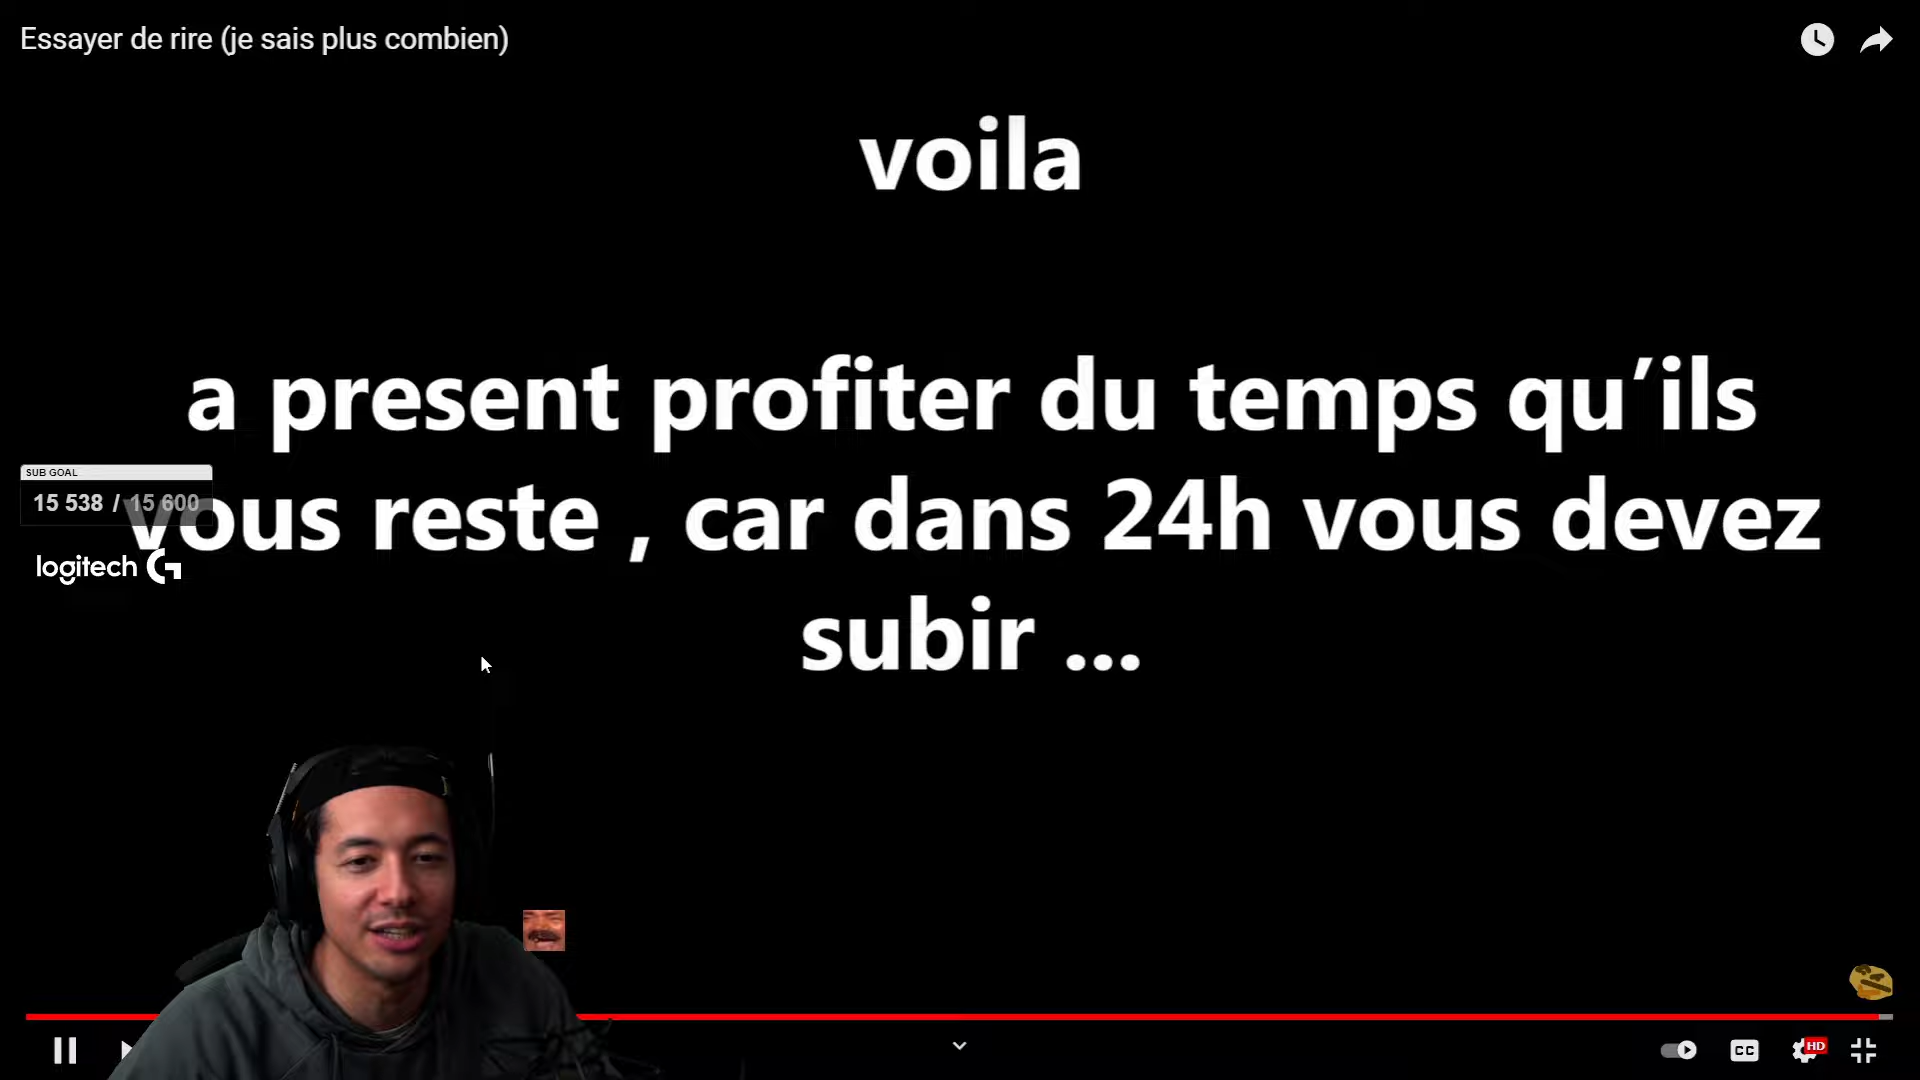 Essayer de rire (je sais plus combien)
voila
a present profiter du temps qu’ils
vous reste , car dans 24h vous devez
subir ...
SUB GOAL
15 538 / 15 600
logitech G
CC
HD